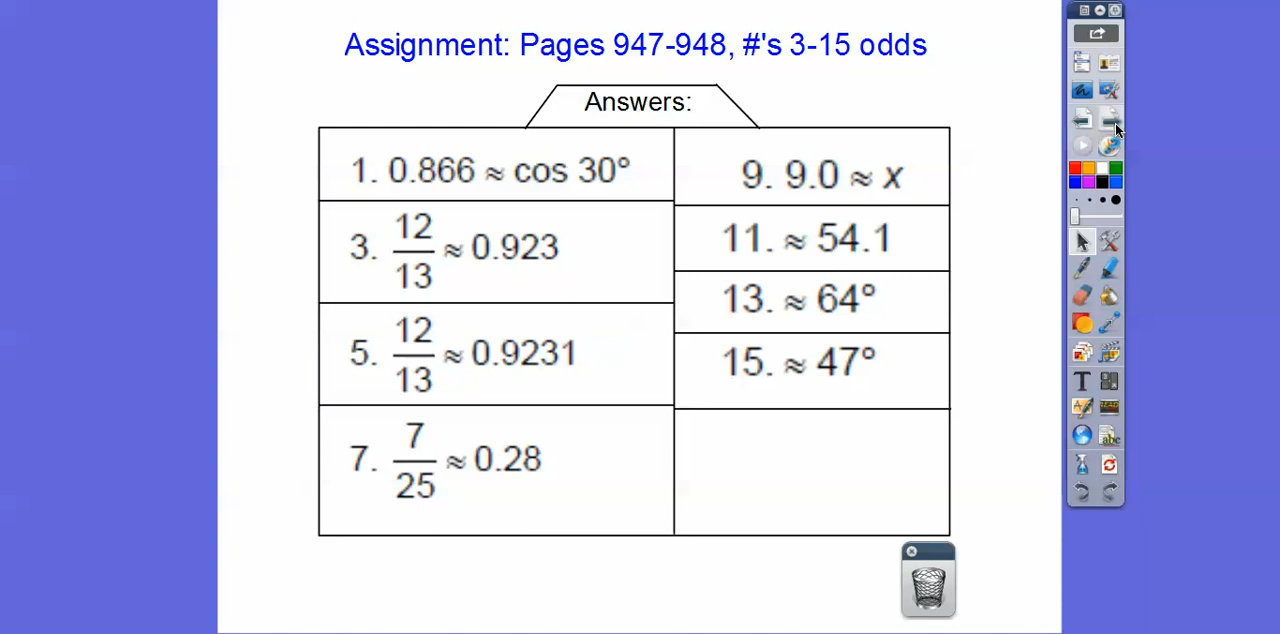 Assignment: Pages 947-948, #'s 3-15 odds
Answers:
1. 0.866 ≈ cos 30°
3. 12/13 ≈ 0.923
5. 12/13 ≈ 0.9231
7. 7/25 ≈ 0.28
9. 9.0 ≈ x
11. ≈ 54.1
13. ≈ 64°
15. ≈ 47°
T
abc